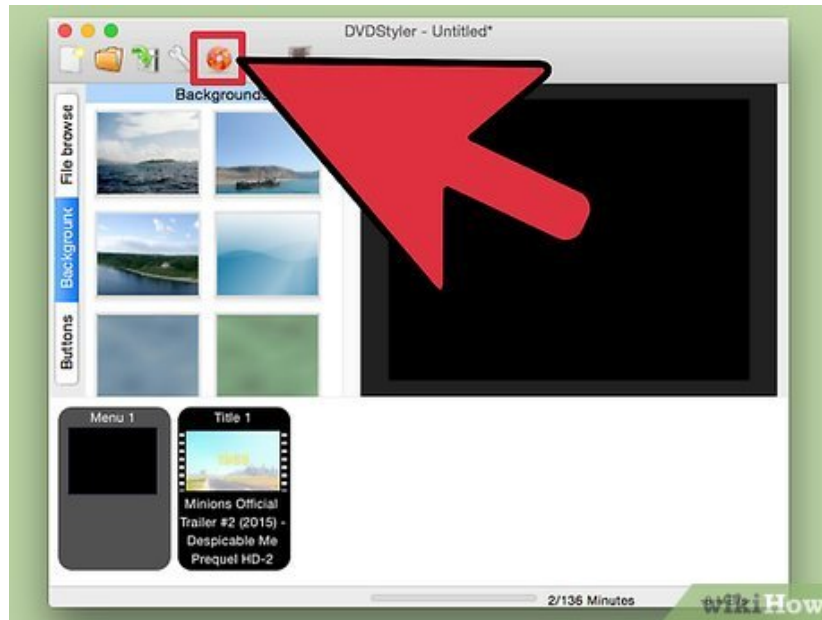 DVDStyler - Untitled*
Backgrounds
File browse
Background
Buttons
Menu 1
Title 1
Minions Official
Trailer #2 (2015) -
Despicable Me
Prequel HD-2
2/136 Minutes
wikiHow